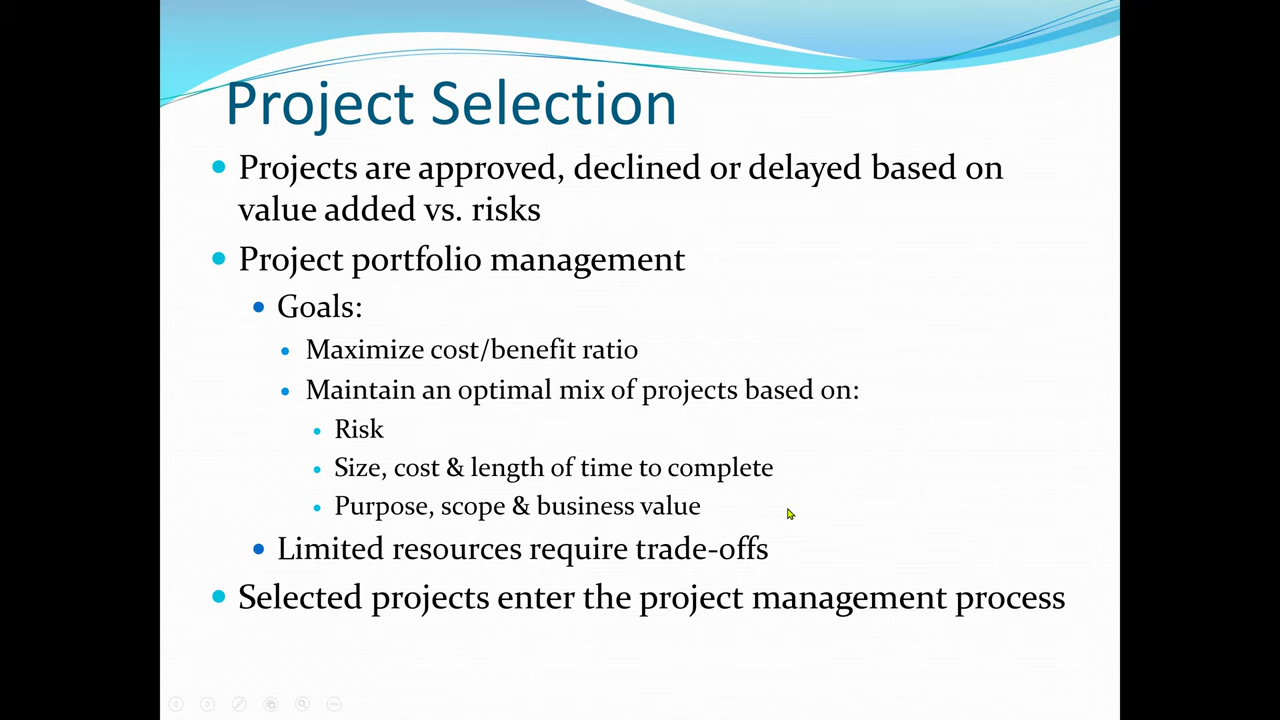 Project Selection
Projects are approved, declined or delayed based on
value added vs. risks
Project portfolio management
Goals:
Maximize cost/benefit ratio
Maintain an optimal mix of projects based on:
Risk
Size, cost & length of time to complete
Purpose, scope & business value
Limited resources require trade-offs
Selected projects enter the project management process